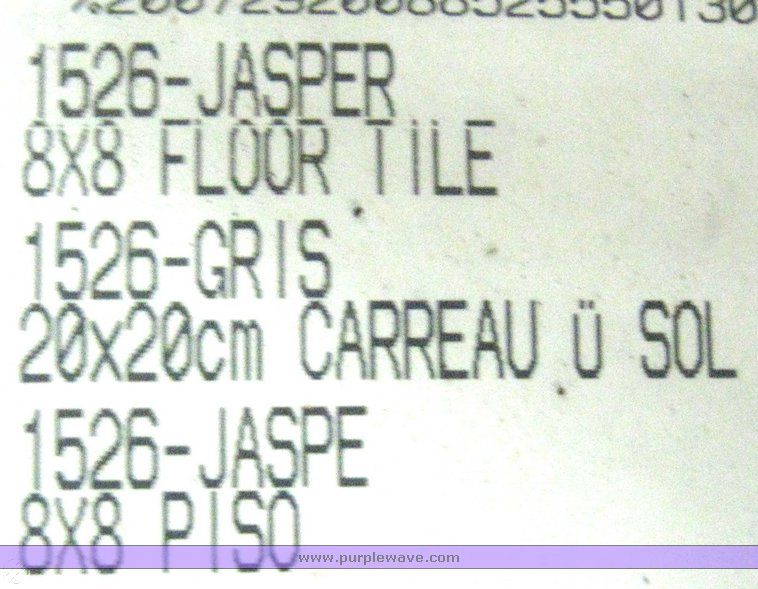 1526-JASPER
8X8 FLOOR TILE
1526-GRIS
20x20cm CARREAU Ü SOL
1526-JASPE
8X8 PISO
www.purplewave.com